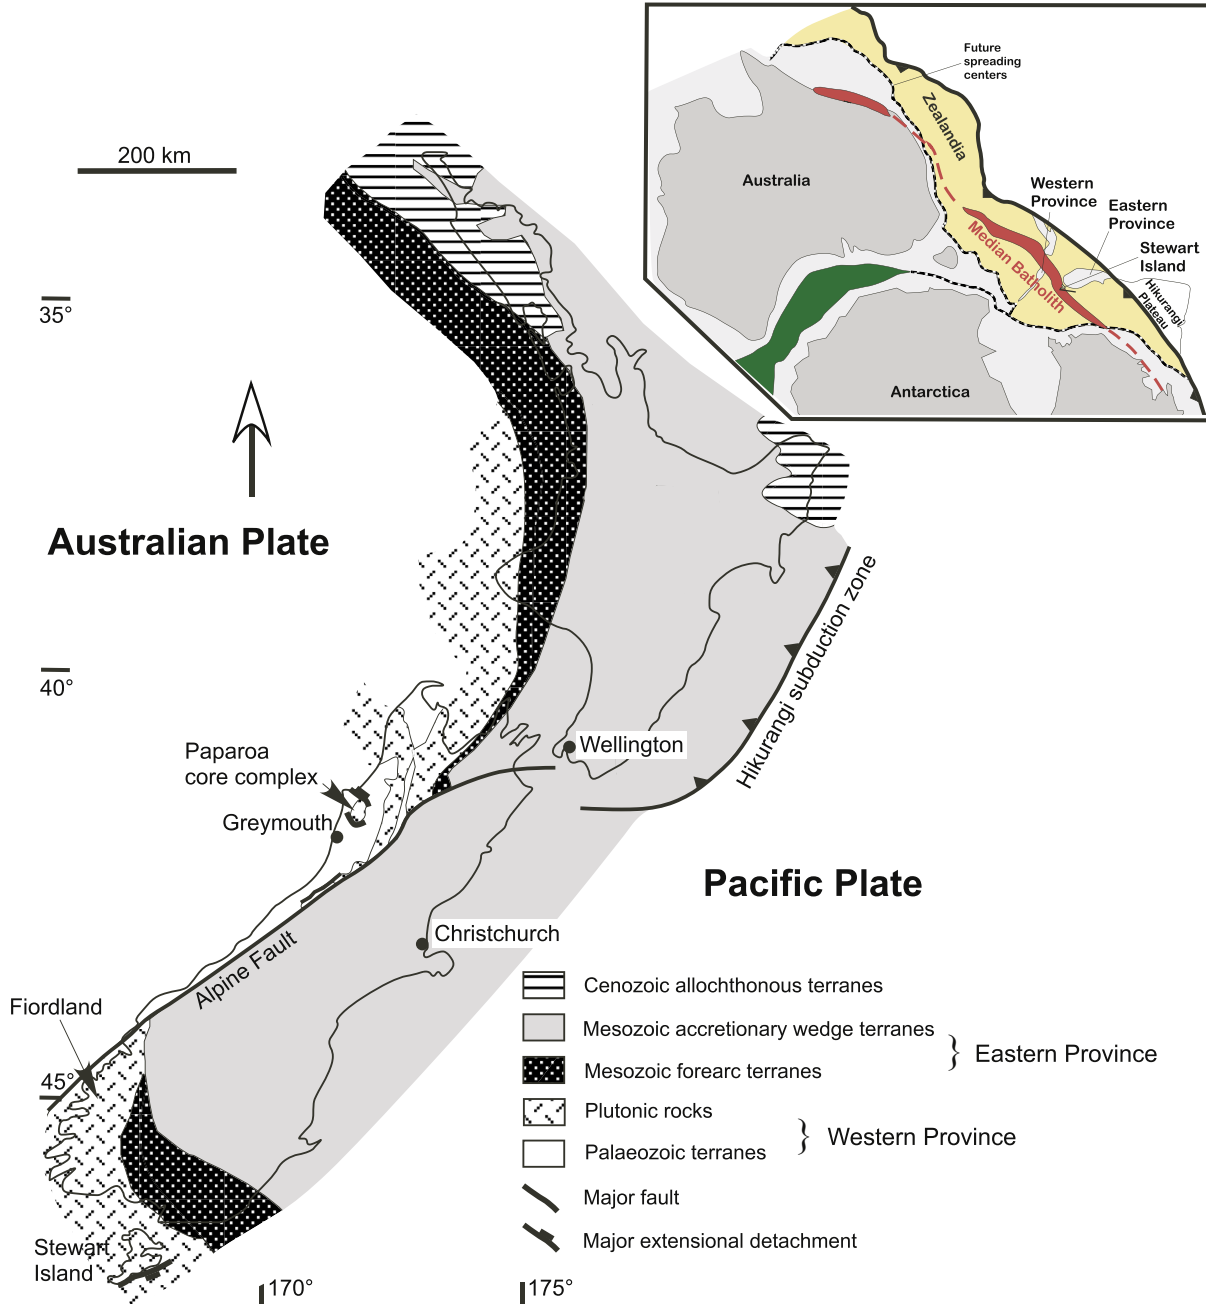 200 km
35°
Australian Plate
40°
Paparoa
core complex
Greymouth
Wellington
Hikurangi subduction zone
Pacific Plate
Christchurch
Alpine Fault
Fiordland
45°
Stewart
Island
170°
175°
Cenozoic allochthonous terranes
Mesozoic accretionary wedge terranes
Mesozoic forearc terranes
Eastern Province
Plutonic rocks
Palaeozoic terranes
Western Province
Major fault
Major extensional detachment
Future
spreading
centers
Zealandia
Australia
Western
Province
Eastern
Province
Stewart
Island
Median Batholith
Hikurangi
Plateau
Antarctica